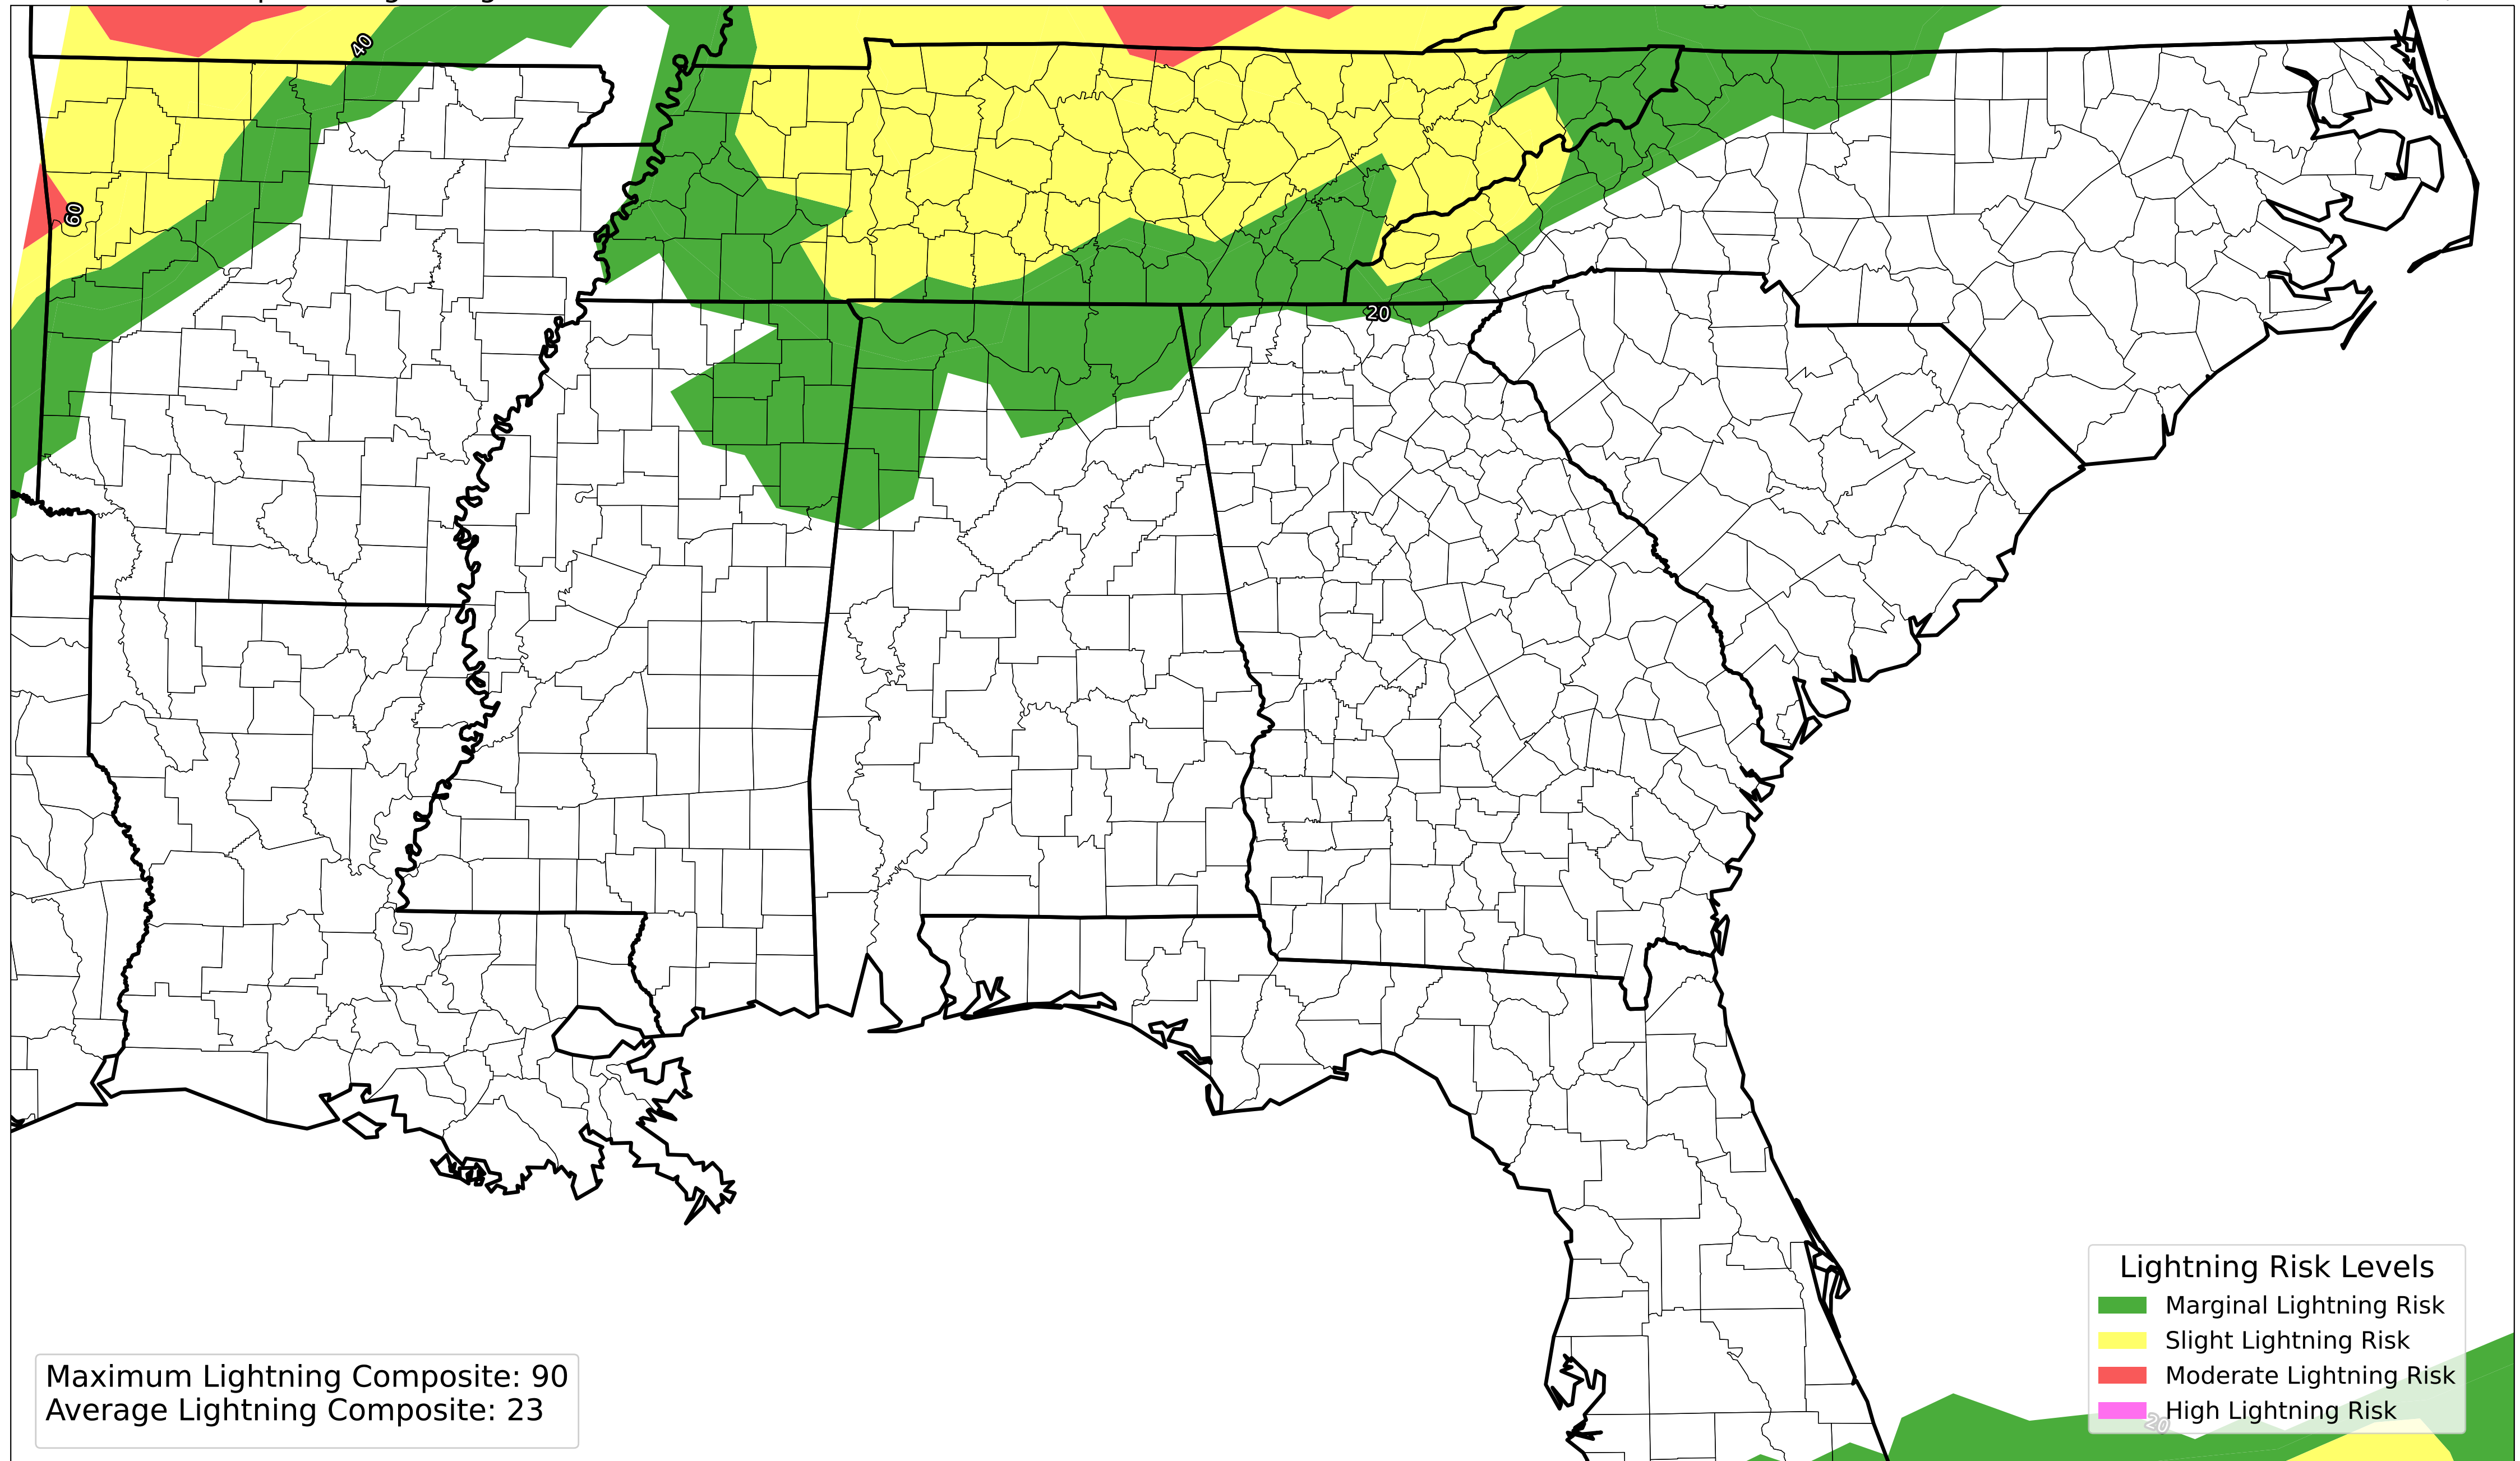 40
60
20
Lightning Risk Levels
Marginal Lightning Risk
Slight Lightning Risk
Moderate Lightning Risk
High Lightning Risk
20
Maximum Lightning Composite: 90
Average Lightning Composite: 23